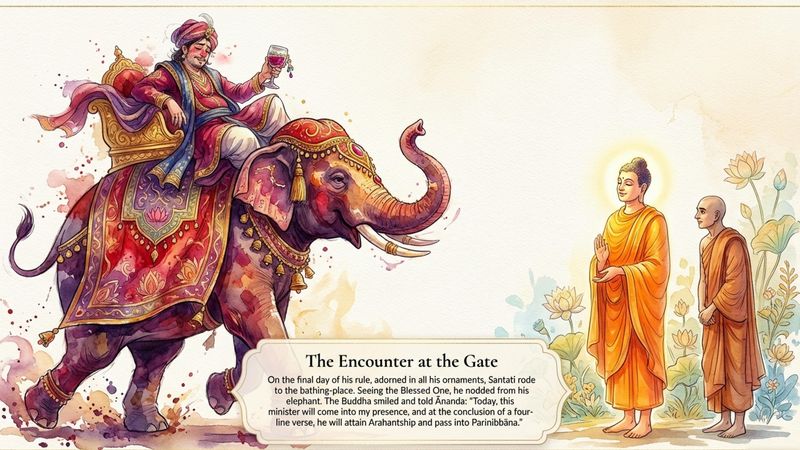 The Encounter at the Gate
On the final day of his rule, adorned in all his ornaments, Santati rode
to the bathing-place. Seeing the Blessed One, he nodded from his
elephant. The Buddha smiled and told Ānanda: "Today, this
minister will come into my presence, and at the conclusion of a four-
line verse, he will attain Arahantship and pass into Parinibbāna."